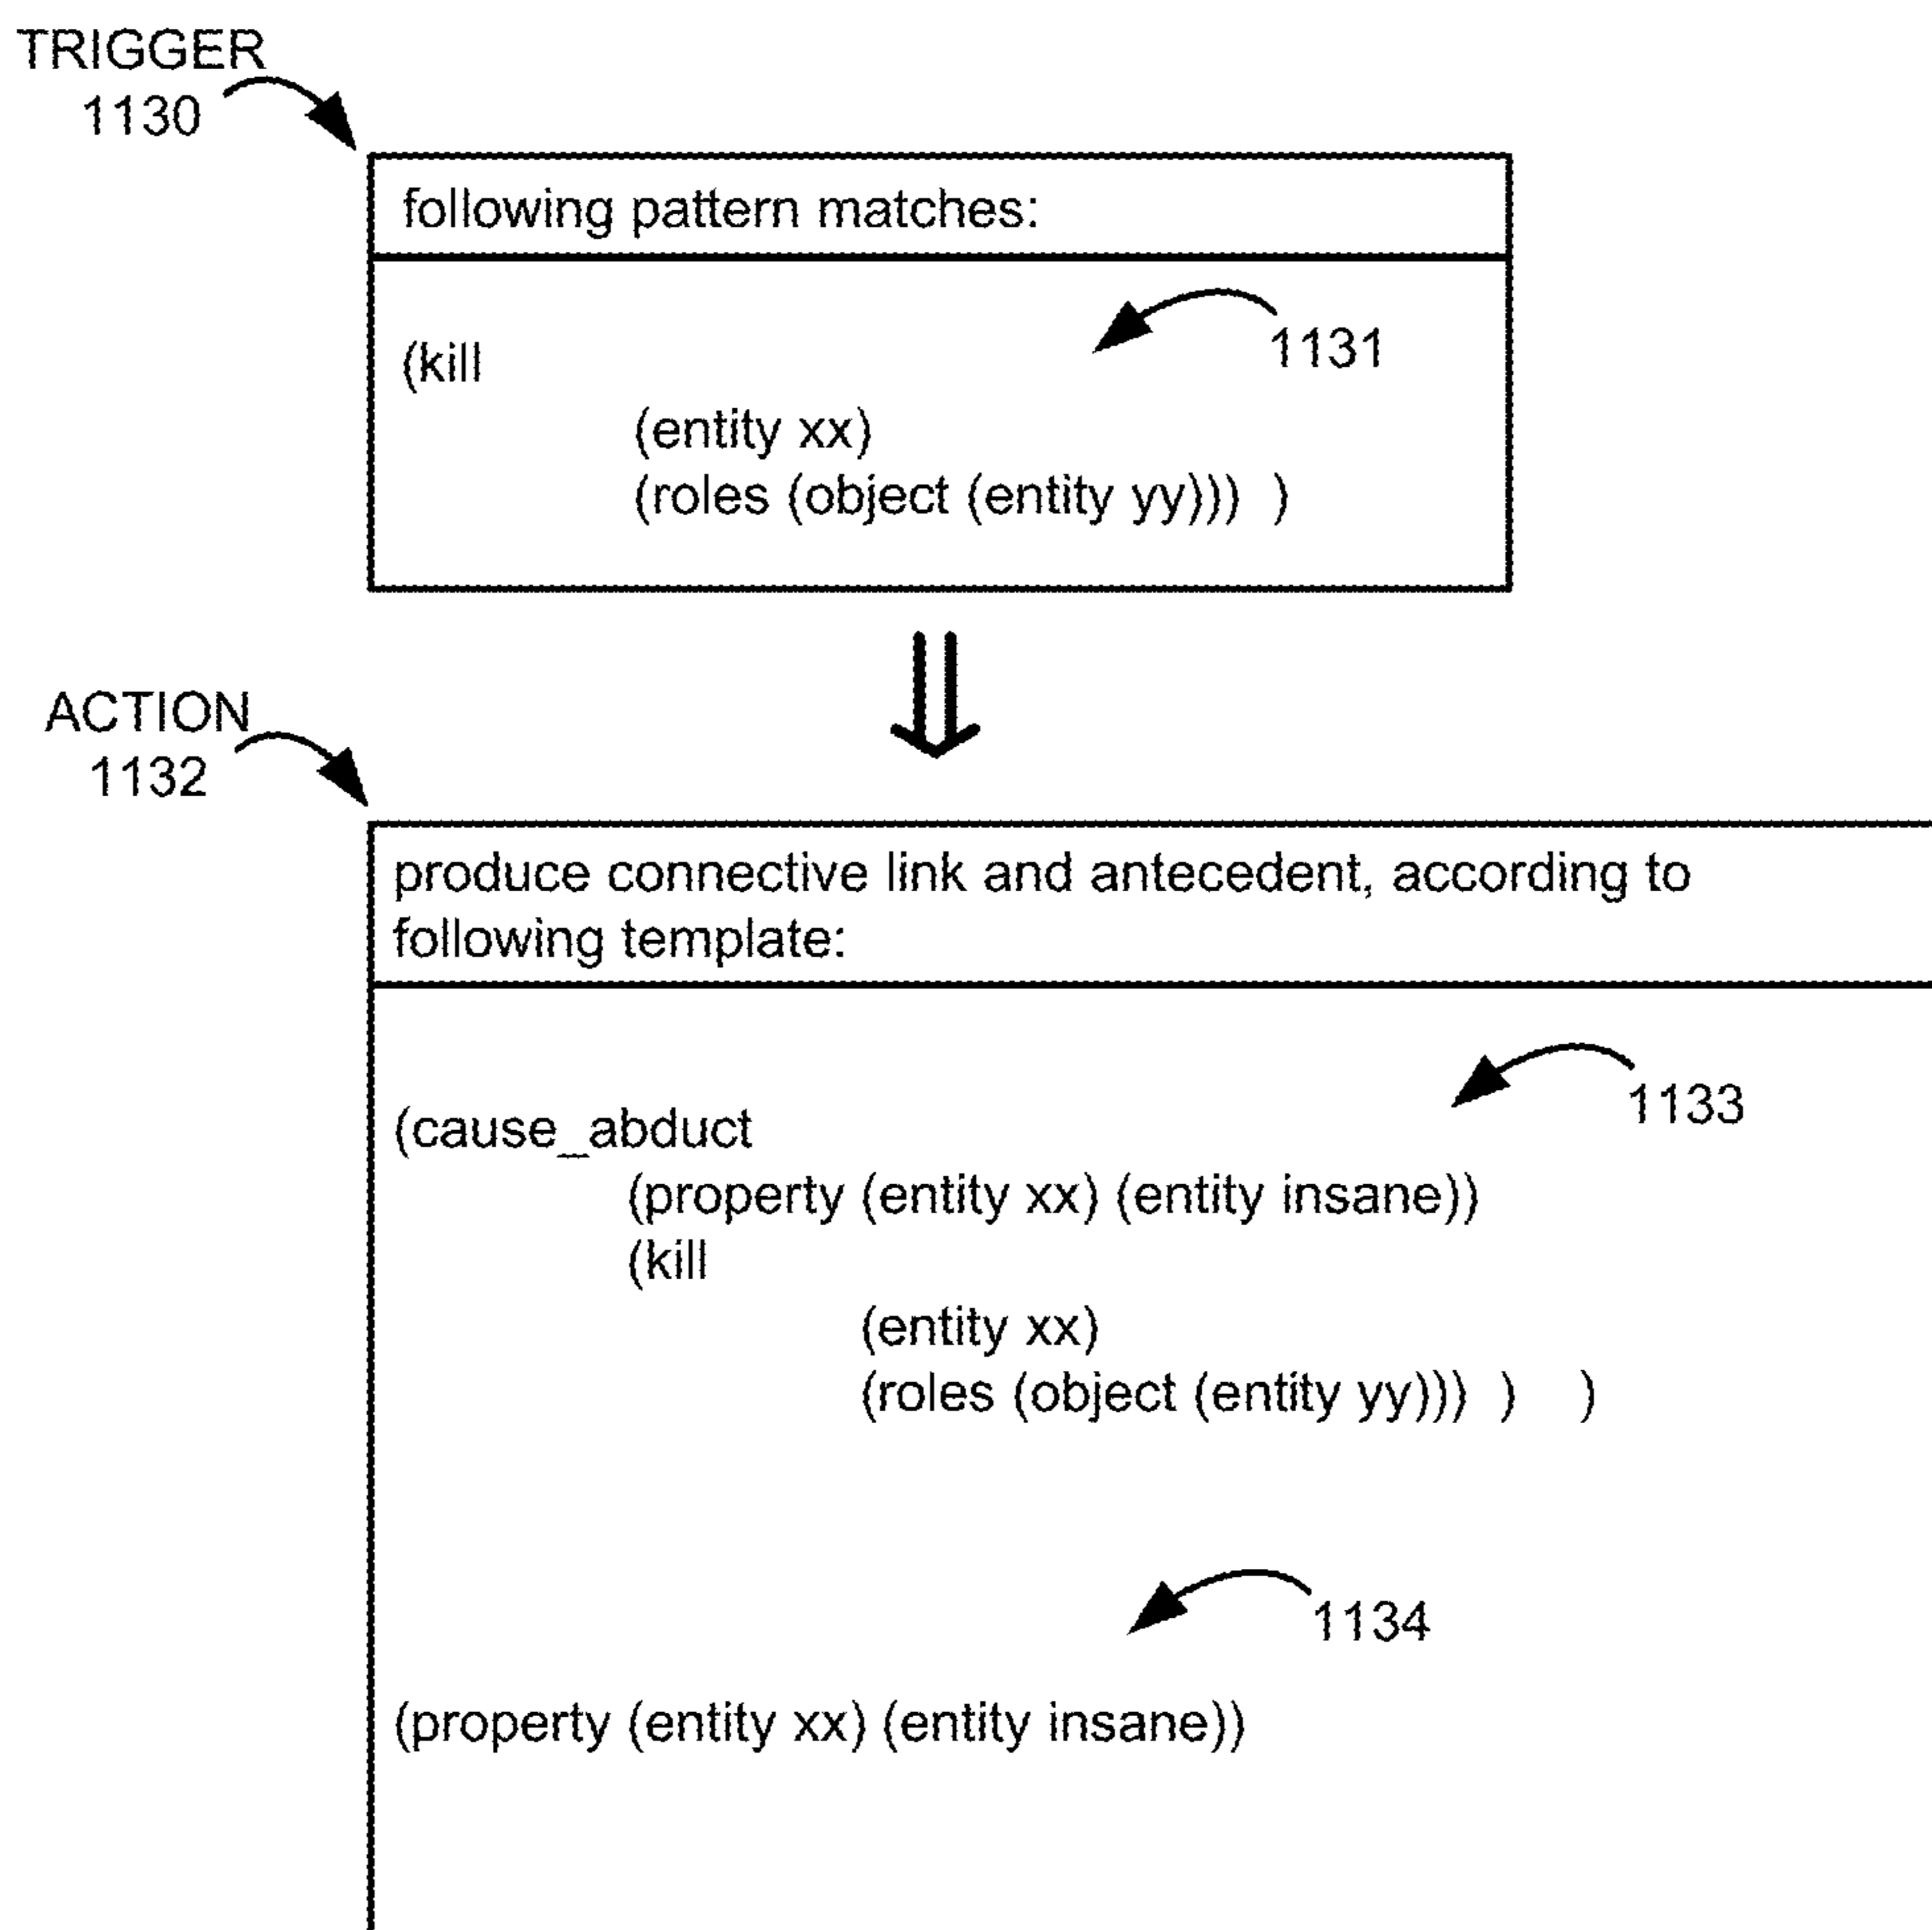 TRIGGER
1130
following pattern matches:
1131
(kill
(entity xx)
(roles (object (entity yy))) )
ACTION
1132
produce connective link and antecedent, according to
following template:
1133
(cause_abduct
(property (entity xx) (entity insane))
(kill
(entity xx)
(roles (object (entity yy))) ) )
1134
(property (entity xx) (entity insane))